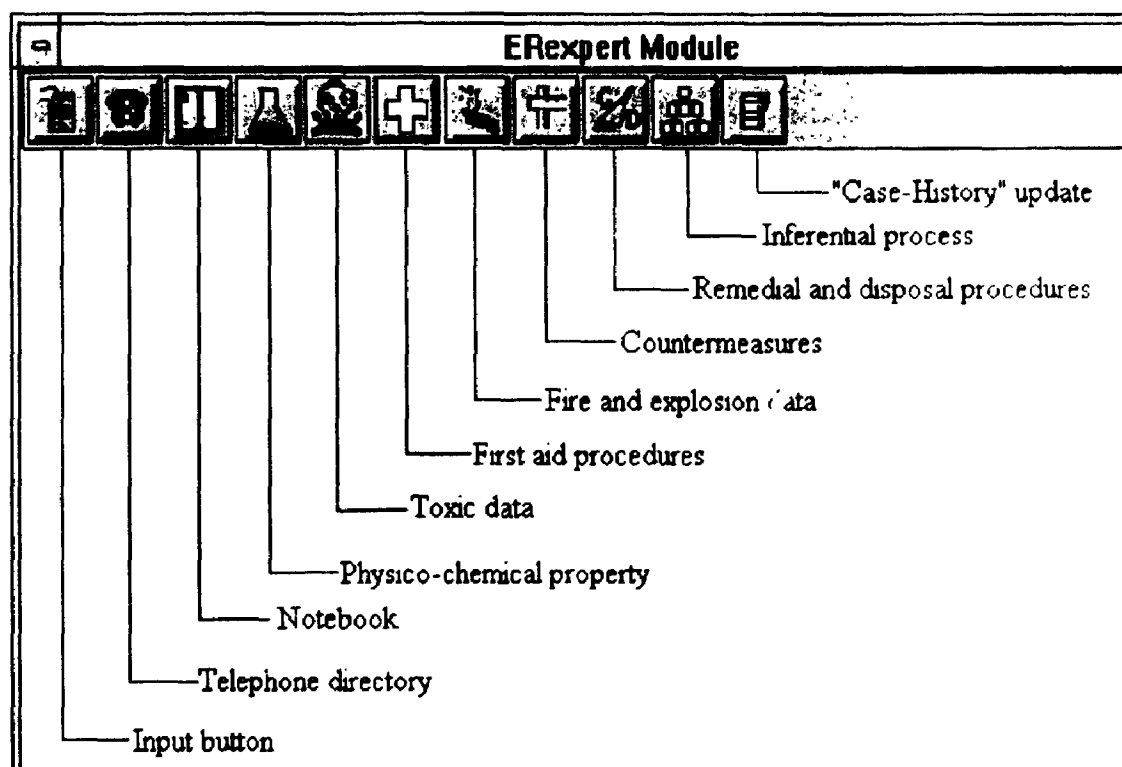 ERexpert Module
"Case-History" update
Inferential process
Remedial and disposal procedures
Countermeasures
Fire and explosion data
First aid procedures
Toxic data
Physico-chemical property
Notebook
Telephone directory
Input button